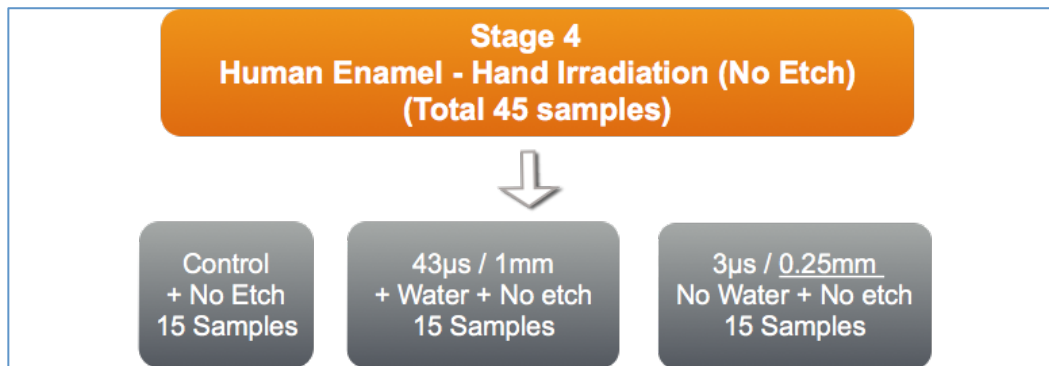 Stage 4
Human Enamel - Hand Irradiation (No Etch)
(Total 45 samples)
Control
+ No Etch
15 Samples
43µs / 1mm
+ Water + No etch
15 Samples
3µs / 0.25mm
No Water + No etch
15 Samples